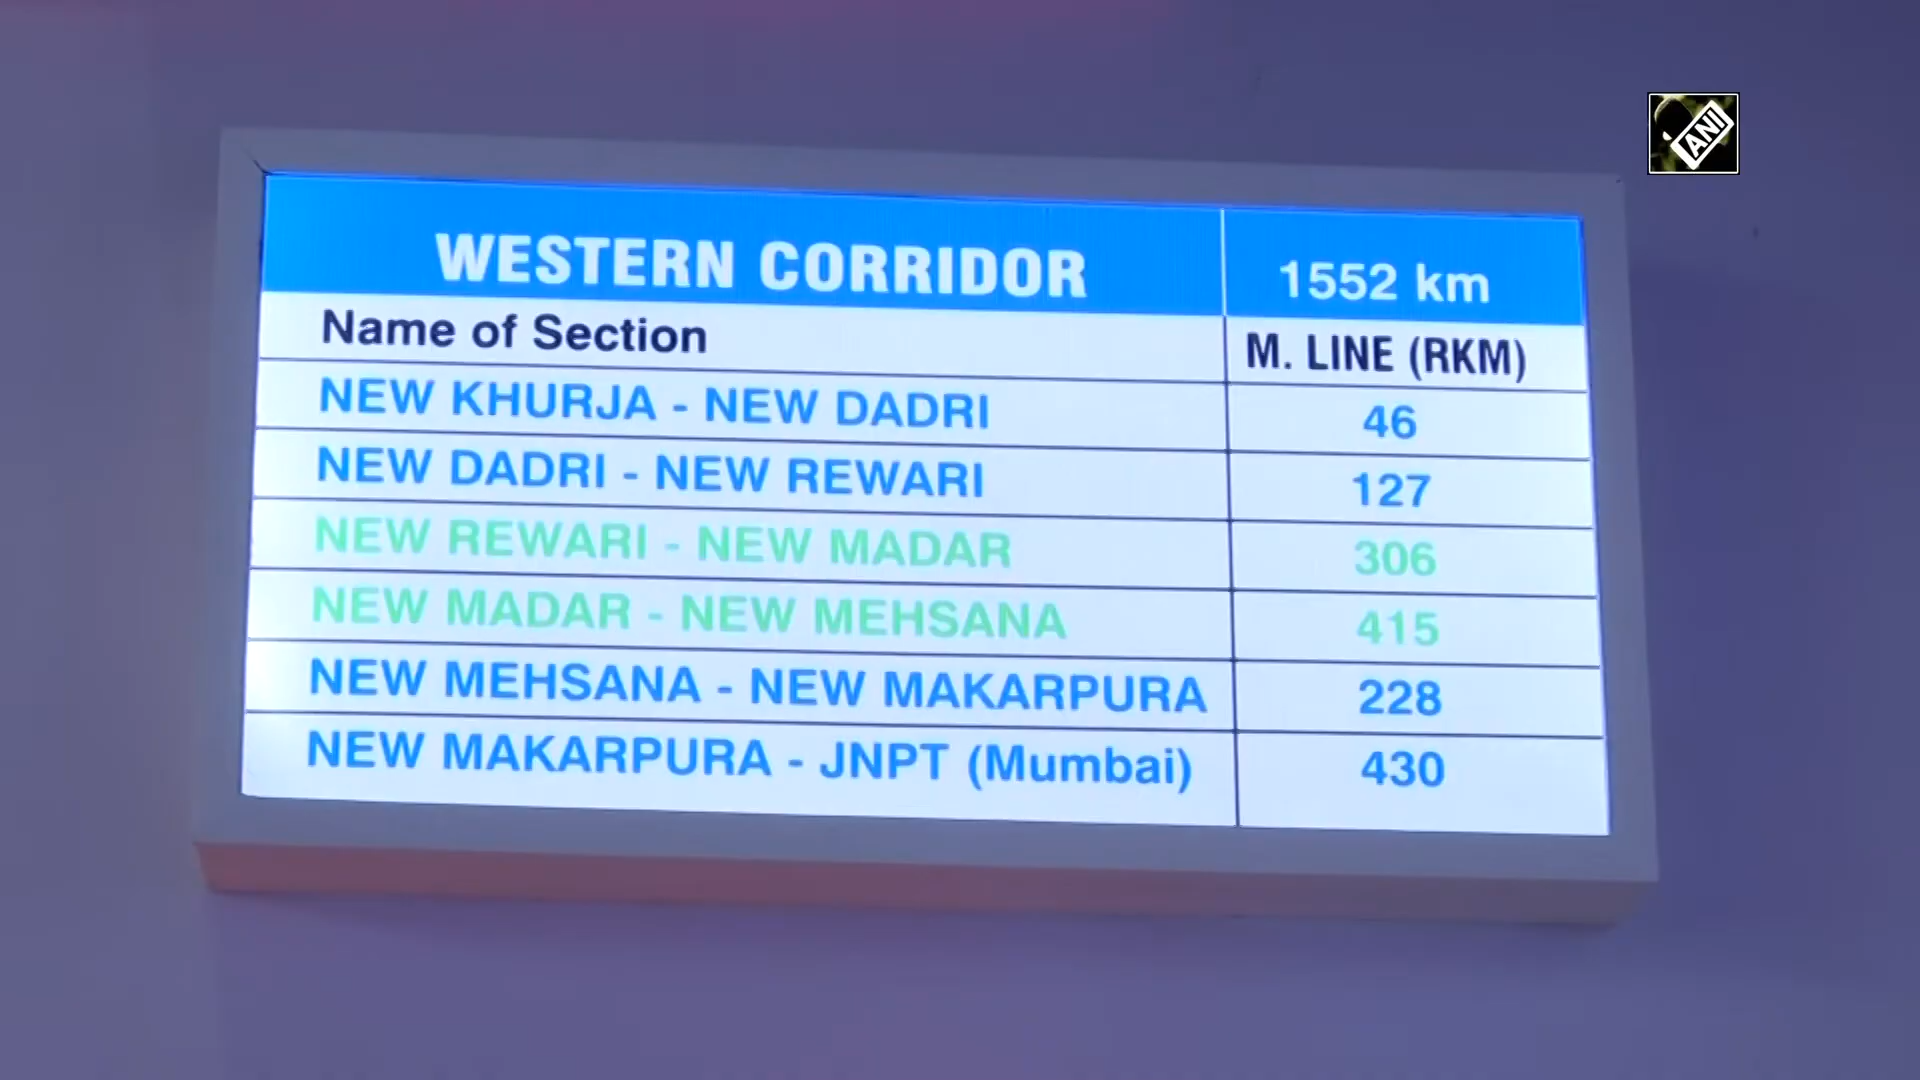 ANI
WESTERN CORRIDOR 1552 km
Name of Section M. LINE (RKM)
NEW KHURJA - NEW DADRI 46
NEW DADRI - NEW REWARI 127
NEW REWARI - NEW MADAR 306
NEW MADAR - NEW MEHSANA 415
NEW MEHSANA - NEW MAKARPURA 228
NEW MAKARPURA - JNPT (Mumbai) 430